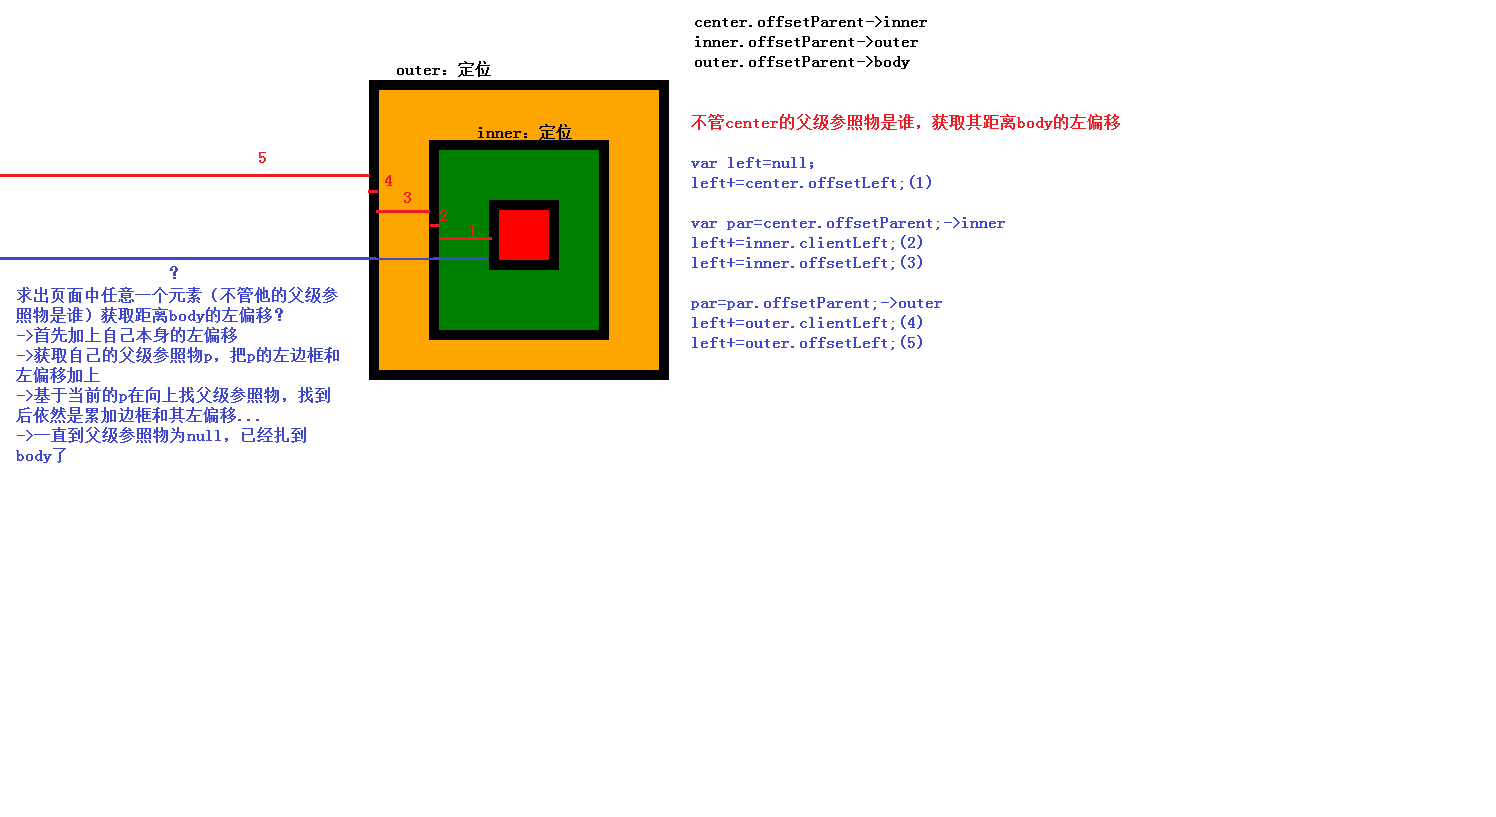 center.offsetParent->inner
inner.offsetParent->outer
outer.offsetParent->body
outer：定位
inner：定位
5
4
3
2
1
?
求出页面中任意一个元素（不管他的父级参
照物是谁）获取距离body的左偏移？
->首先加上自己本身的左偏移
->获取自己的父级参照物p，把p的左边框和
左偏移加上
->基于当前的p在向上找父级参照物，找到
后依然是累加边框和其左偏移...
->一直到父级参照物为null，已经扎到
body了
不管center的父级参照物是谁，获取其距离body的左偏移
var left=null；
left+=center.offsetLeft;(1)
var par=center.offsetParent;->inner
left+=inner.clientLeft;(2)
left+=inner.offsetLeft;(3)
par=par.offsetParent;->outer
left+=outer.clientLeft;(4)
left+=outer.offsetLeft;(5)